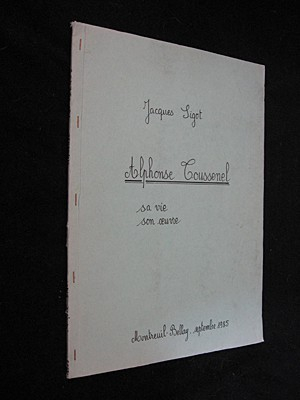 Jacques Sigot
Alphonse Toussenel
sa vie
son œuvre
Montreuil-Bellay, septembre 1985